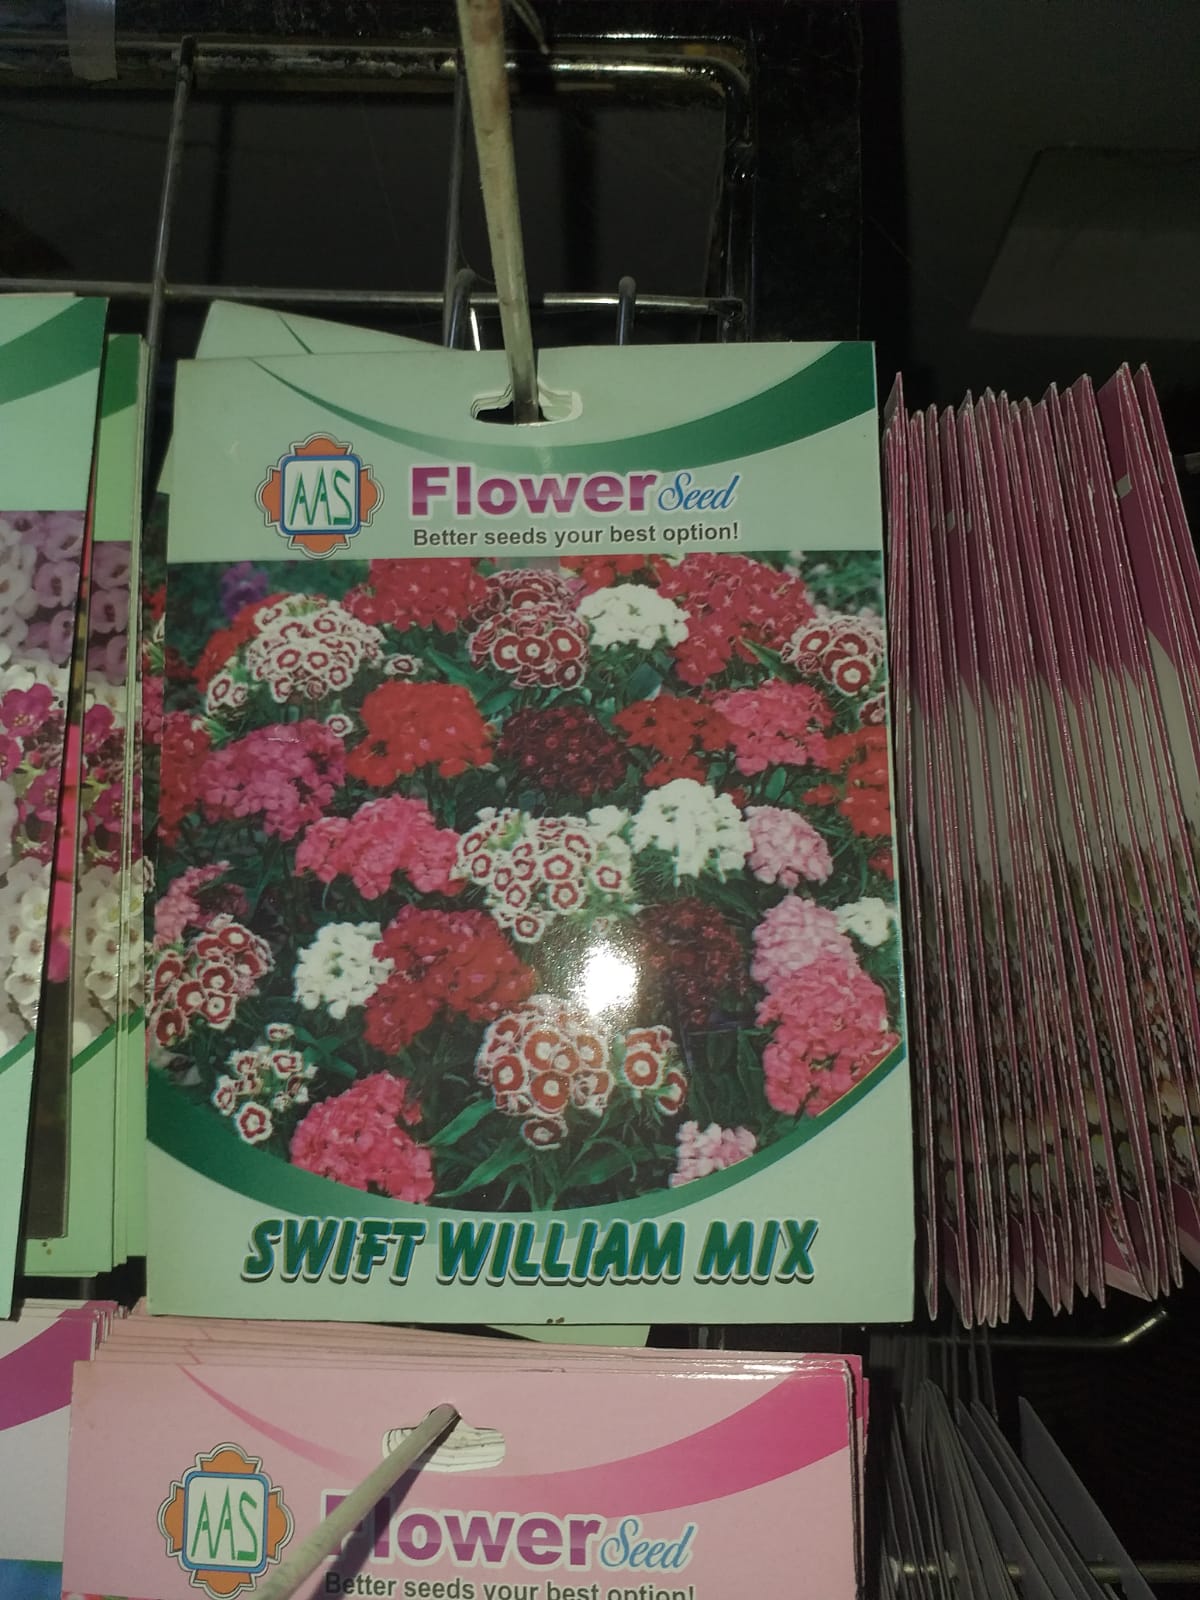 AAS
Flower Seed
Better seeds your best option!
SWIFT WILLIAM MIX
AAS
Flower Seed
Better seeds your best option!